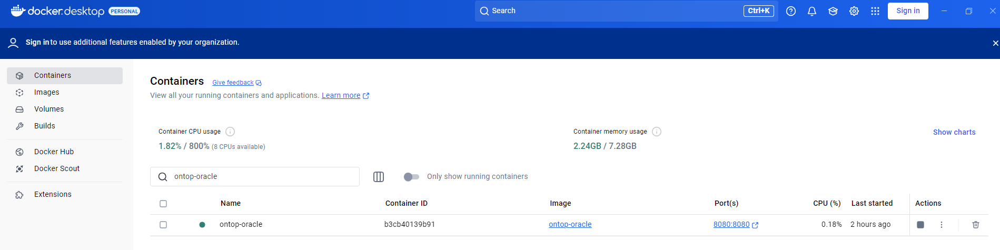 docker.desktop PERSONAL Search Ctrl+K Sign in
Sign in to use additional features enabled by your organization.
Containers
Images
Volumes
Builds
Docker Hub
Docker Scout
Extensions
Containers Give feedback
View all your running containers and applications. Learn more
Container CPU usage
1.82% / 800% (8 CPUs available)
Container memory usage
2.24GB / 7.28GB
Show charts
ontop-oracle
Only show running containers
Name Container ID Image Port(s) CPU (%) Last started Actions
ontop-oracle b3cb40139b91 ontop-oracle 8080:8080 0.18% 2 hours ago